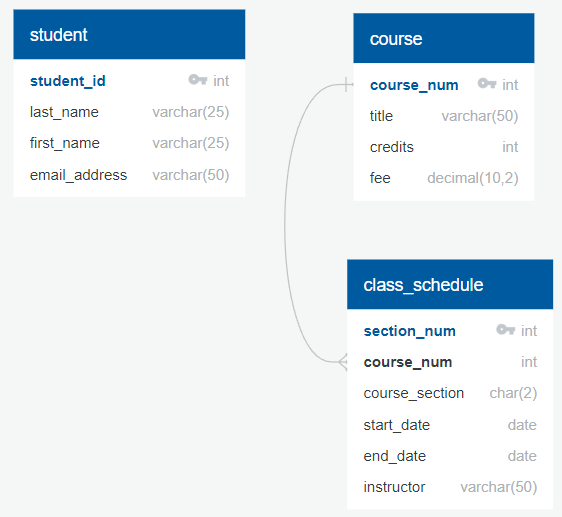 student
student_id int
last_name varchar(25)
first_name varchar(25)
email_address varchar(50)
course
course_num int
title varchar(50)
credits int
fee decimal(10,2)
class_schedule
section_num int
course_num int
course_section char(2)
start_date date
end_date date
instructor varchar(50)